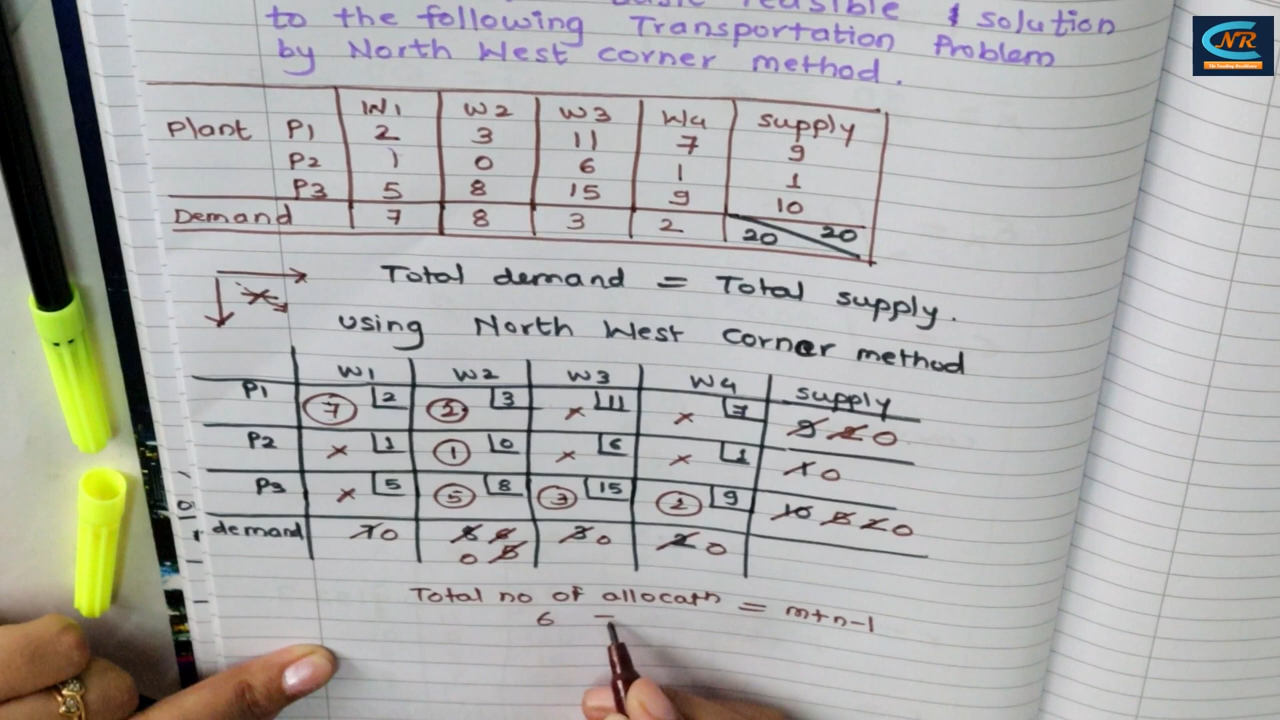 Basic feasible & solution
to the following Transportation Problem
by North West corner method.
W1 W2 W3 W4 supply
Plant P1 2 3 11 7 9
P2 1 0 6 1 1
P3 5 8 15 9 10
Demand 7 8 3 2 20 20
Total demand = Total supply.
using North West Corner method
W1 W2 W3 W4 supply
P1 7 2 2 3 x 11 x 7 9 2 0
P2 x 1 1 0 x 6 x 1 1 0
P3 x 5 5 8 3 15 2 9 10 5 2 0
demand 7 0 8 6 3 0 2 0
0 5
Total no of allocatn = m+n-1
6
NR